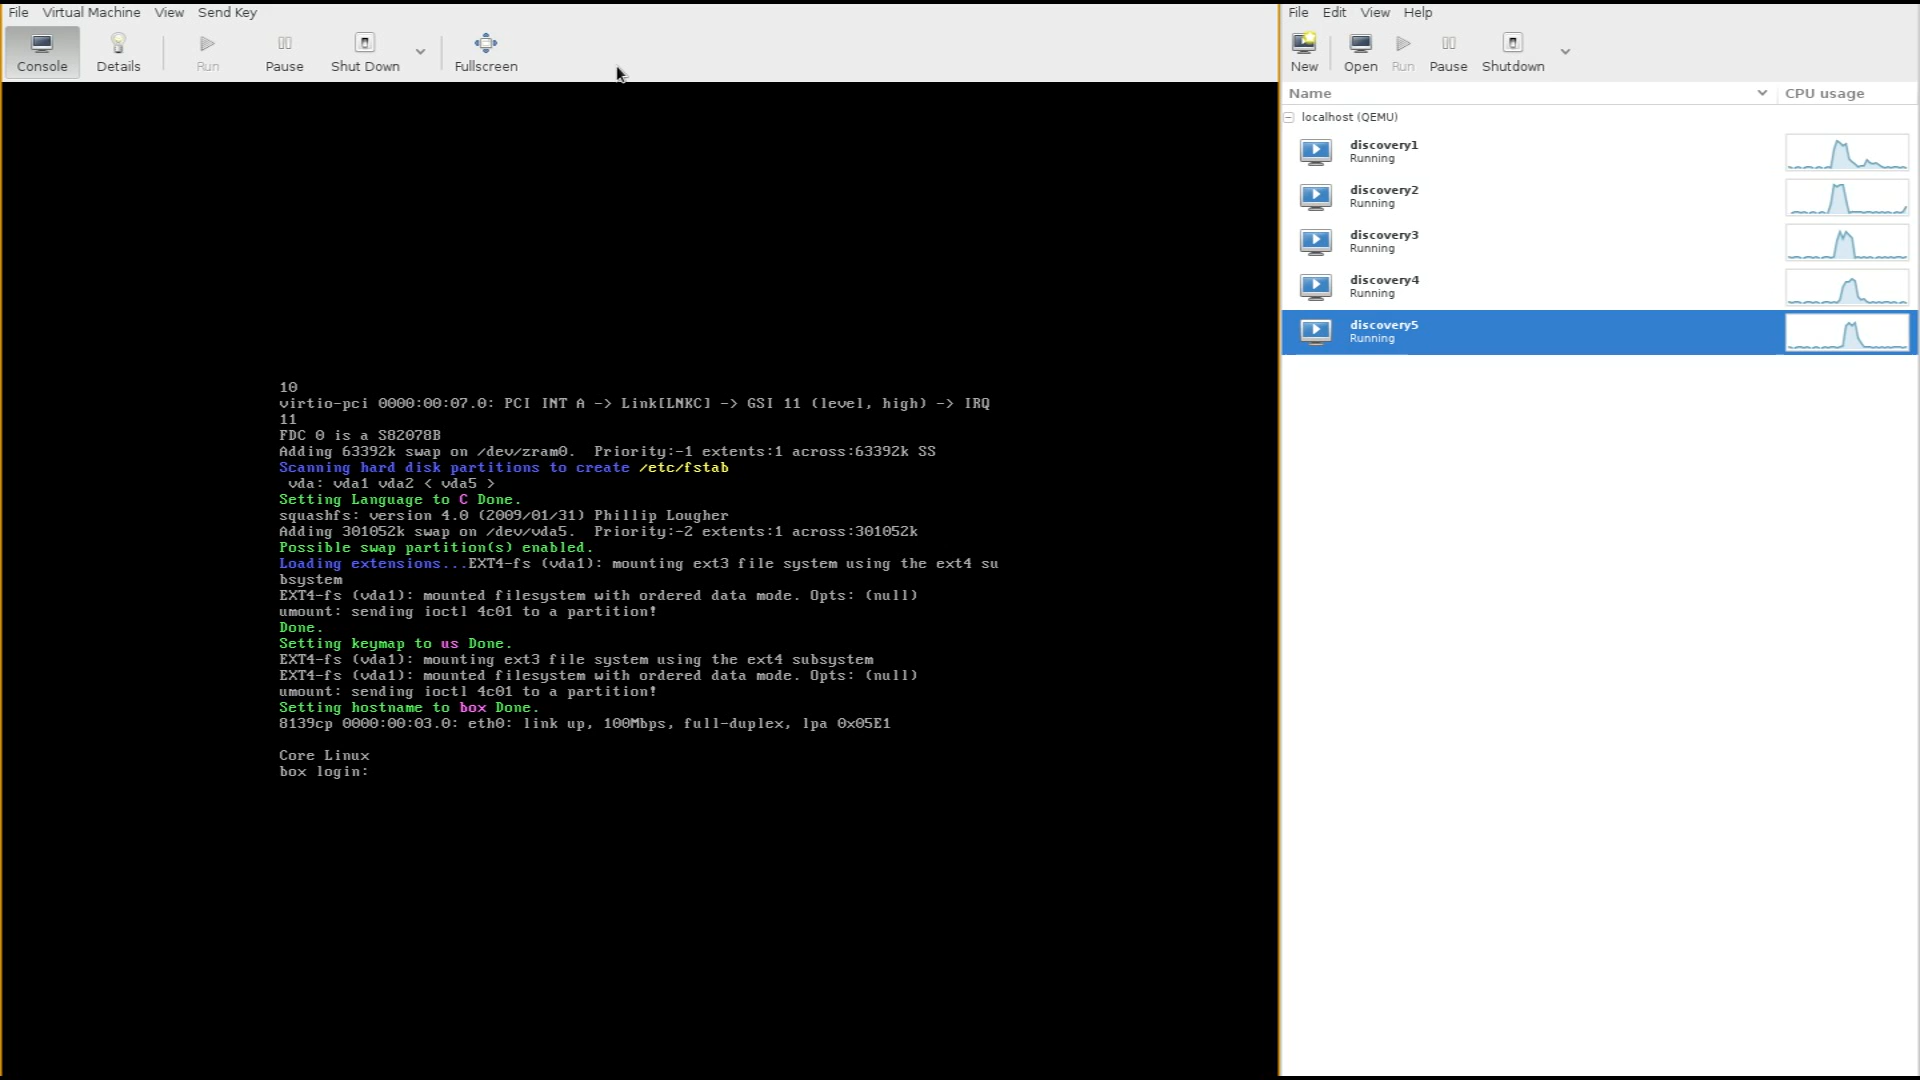 File Virtual Machine View Send Key
Console Details Run Pause Shut Down Fullscreen
10
virtio-pci 0000:00:07.0: PCI INT A -> Link[LNKC] -> GSI 11 (level, high) -> IRQ
11
FDC 0 is a S82078B
Adding 63392k swap on /dev/zram0.  Priority:-1 extents:1 across:63392k SS
Scanning hard disk partitions to create /etc/fstab
 vda: vda1 vda2 < vda5 >
Setting Language to C Done.
squashfs: version 4.0 (2009/01/31) Phillip Lougher
Adding 301052k swap on /dev/vda5.  Priority:-2 extents:1 across:301052k
Possible swap partition(s) enabled.
Loading extensions...EXT4-fs (vda1): mounting ext3 file system using the ext4 su
bsystem
EXT4-fs (vda1): mounted filesystem with ordered data mode. Opts: (null)
umount: sending ioctl 4c01 to a partition!
Done.
Setting keymap to us Done.
EXT4-fs (vda1): mounting ext3 file system using the ext4 subsystem
EXT4-fs (vda1): mounted filesystem with ordered data mode. Opts: (null)
umount: sending ioctl 4c01 to a partition!
Setting hostname to box Done.
8139cp 0000:00:03.0: eth0: link up, 100Mbps, full-duplex, lpa 0x05E1
Core Linux
box login:
File Edit View Help
New Open Run Pause Shutdown
Name CPU usage
localhost (QEMU)
discovery1
Running
discovery2
Running
discovery3
Running
discovery4
Running
discovery5
Running